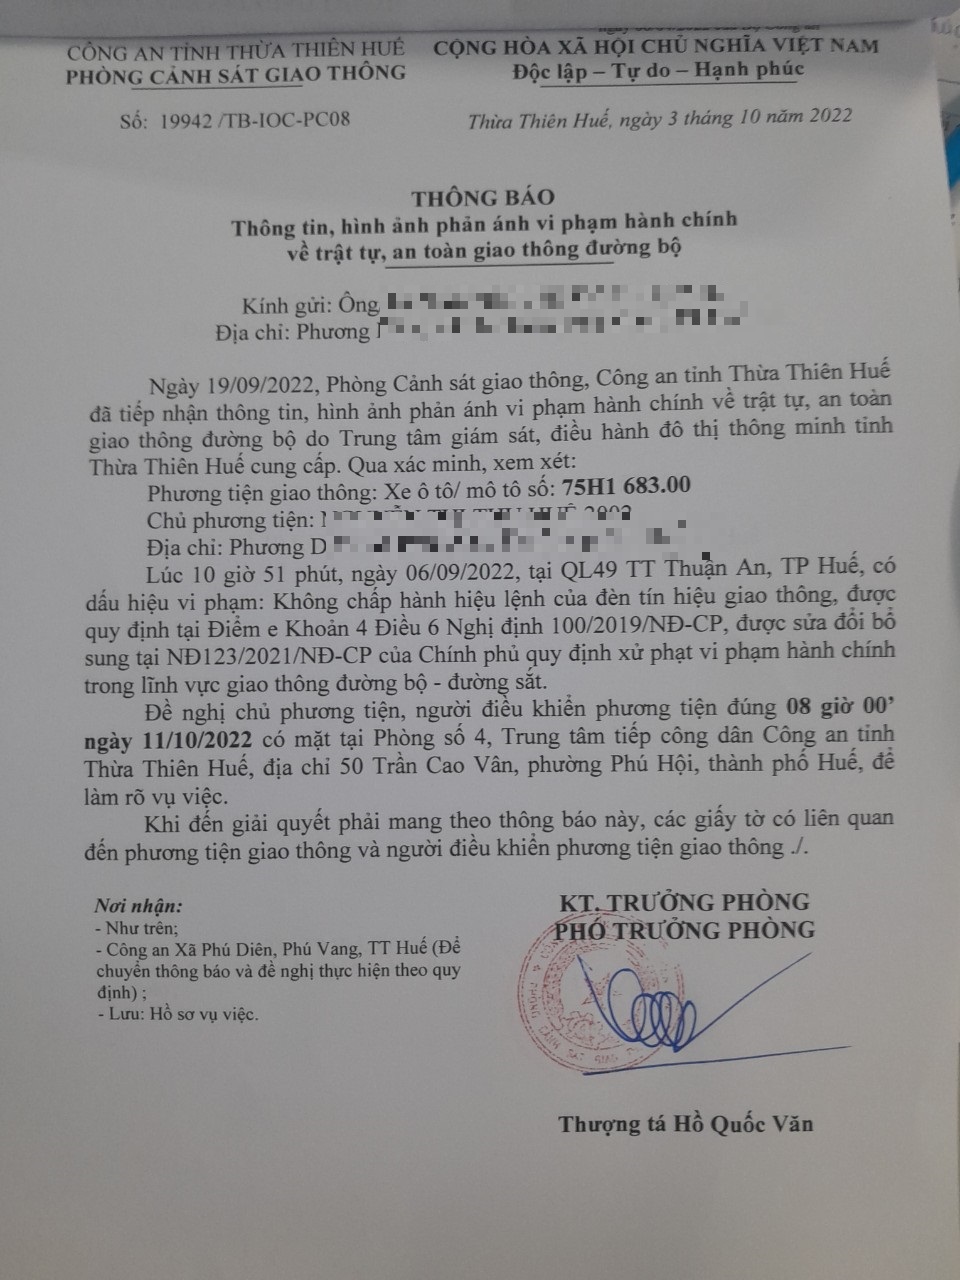 CÔNG AN TỈNH THỪA THIÊN HUẾ
PHÒNG CẢNH SÁT GIAO THÔNG
CỘNG HÒA XÃ HỘI CHỦ NGHĨA VIỆT NAM
Độc lập – Tự do – Hạnh phúc
Số: 19942 /TB-IOC-PC08
Thừa Thiên Huế, ngày 3 tháng 10 năm 2022
THÔNG BÁO
Thông tin, hình ảnh phản ánh vi phạm hành chính
về trật tự, an toàn giao thông đường bộ
Kính gửi: Ông
Địa chỉ: Phương
Ngày 19/09/2022, Phòng Cảnh sát giao thông, Công an tỉnh Thừa Thiên Huế
đã tiếp nhận thông tin, hình ảnh phản ánh vi phạm hành chính về trật tự, an toàn
giao thông đường bộ do Trung tâm giám sát, điều hành đô thị thông minh tỉnh
Thừa Thiên Huế cung cấp. Qua xác minh, xem xét:
Phương tiện giao thông: Xe ô tô/ mô tô số: 75H1 683.00
Chủ phương tiện:
Địa chỉ: Phương D
Lúc 10 giờ 51 phút, ngày 06/09/2022, tại QL49 TT Thuận An, TP Huế, có
dấu hiệu vi phạm: Không chấp hành hiệu lệnh của đèn tín hiệu giao thông, được
quy định tại Điểm e Khoản 4 Điều 6 Nghị định 100/2019/NĐ-CP, được sửa đổi bổ
sung tại NĐ123/2021/NĐ-CP của Chính phủ quy định xử phạt vi phạm hành chính
trong lĩnh vực giao thông đường bộ - đường sắt.
Đề nghị chủ phương tiện, người điều khiển phương tiện đúng 08 giờ 00’
ngày 11/10/2022 có mặt tại Phòng số 4, Trung tâm tiếp công dân Công an tỉnh
Thừa Thiên Huế, địa chỉ 50 Trần Cao Vân, phường Phú Hội, thành phố Huế, để
làm rõ vụ việc.
Khi đến giải quyết phải mang theo thông báo này, các giấy tờ có liên quan
đến phương tiện giao thông và người điều khiển phương tiện giao thông ./.
Nơi nhận:
- Như trên;
- Công an Xã Phú Diên, Phú Vang, TT Huế (Để
chuyển thông báo và đề nghị thực hiện theo quy
định) ;
- Lưu: Hồ sơ vụ việc.
KT. TRƯỞNG PHÒNG
PHÓ TRƯỞNG PHÒNG
Thượng tá Hồ Quốc Văn